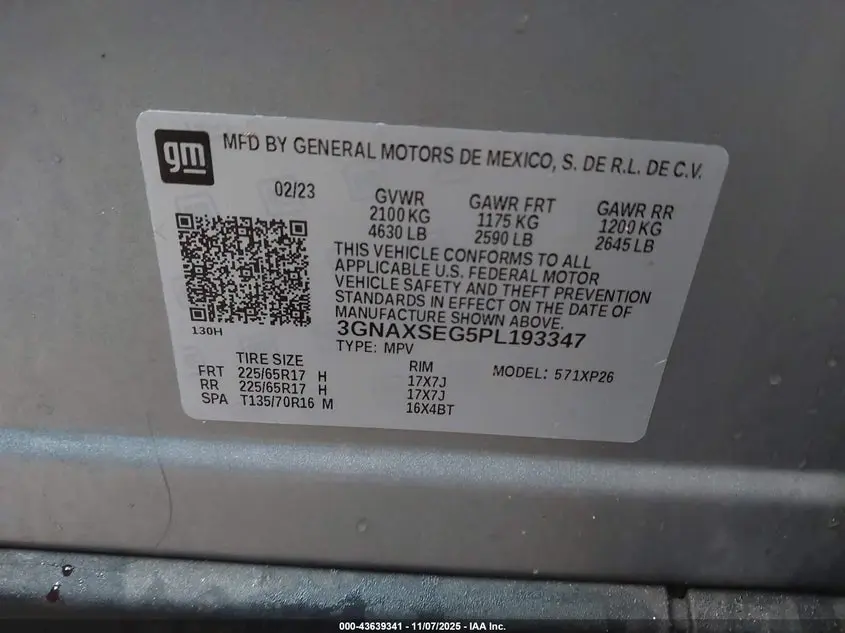 gm
MFD BY GENERAL MOTORS DE MEXICO, S. DE R.L. DE C.V.
02/23
GVWR
2100 KG
4630 LB
GAWR FRT
1175 KG
2590 LB
GAWR RR
1200 KG
2645 LB
THIS VEHICLE CONFORMS TO ALL
APPLICABLE U.S. FEDERAL MOTOR
VEHICLE SAFETY AND THEFT PREVENTION
STANDARDS IN EFFECT ON THE DATE OF
MANUFACTURE SHOWN ABOVE.
130H
3GNAXSEG5PL193347
TYPE: MPV
TIRE SIZE
RIM
MODEL: 571XP26
FRT 225/65R17 H 17X7J
RR 225/65R17 H 17X7J
SPA T135/70R16 M 16X4BT
000-43639341 - 11/07/2025 - IAA Inc.